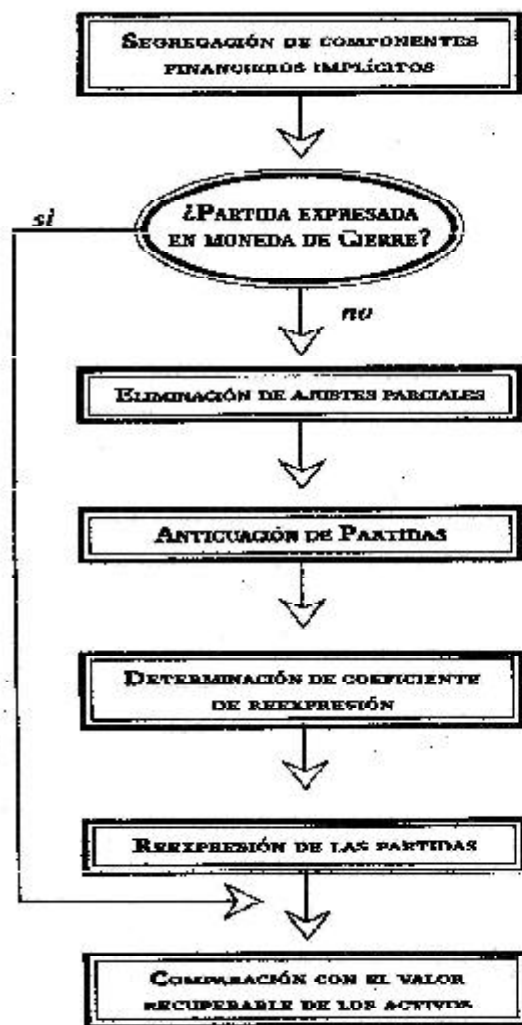 SEGREGACIÓN DE COMPONENTES
FINANCIEROS IMPLÍCITOS
¿PARTIDA EXPRESADA
EN MONEDA DE CIERRE?
si
no
ELIMINACIÓN DE AJUSTES PARCIALES
ANTICUACIÓN DE PARTIDAS
DETERMINACIÓN DE COEFICIENTE
DE REEXPRESIÓN
REEXPRESIÓN DE LAS PARTIDAS
COMPARACIÓN CON EL VALOR
RECUPERABLE DE LOS ACTIVOS